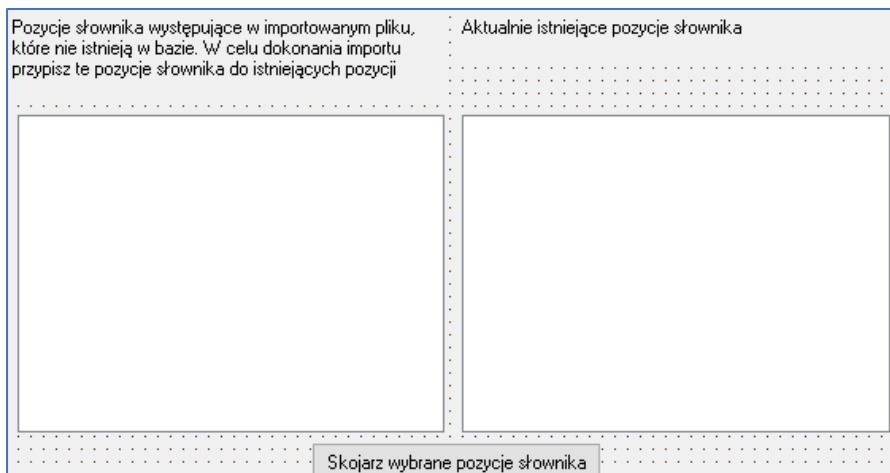 Pozycje słownika występujące w importowanym pliku,
które nie istnieją w bazie. W celu dokonania importu
przypisz te pozycje słownika do istniejących pozycji
Aktualnie istniejące pozycje słownika
Skojarz wybrane pozycje słownika